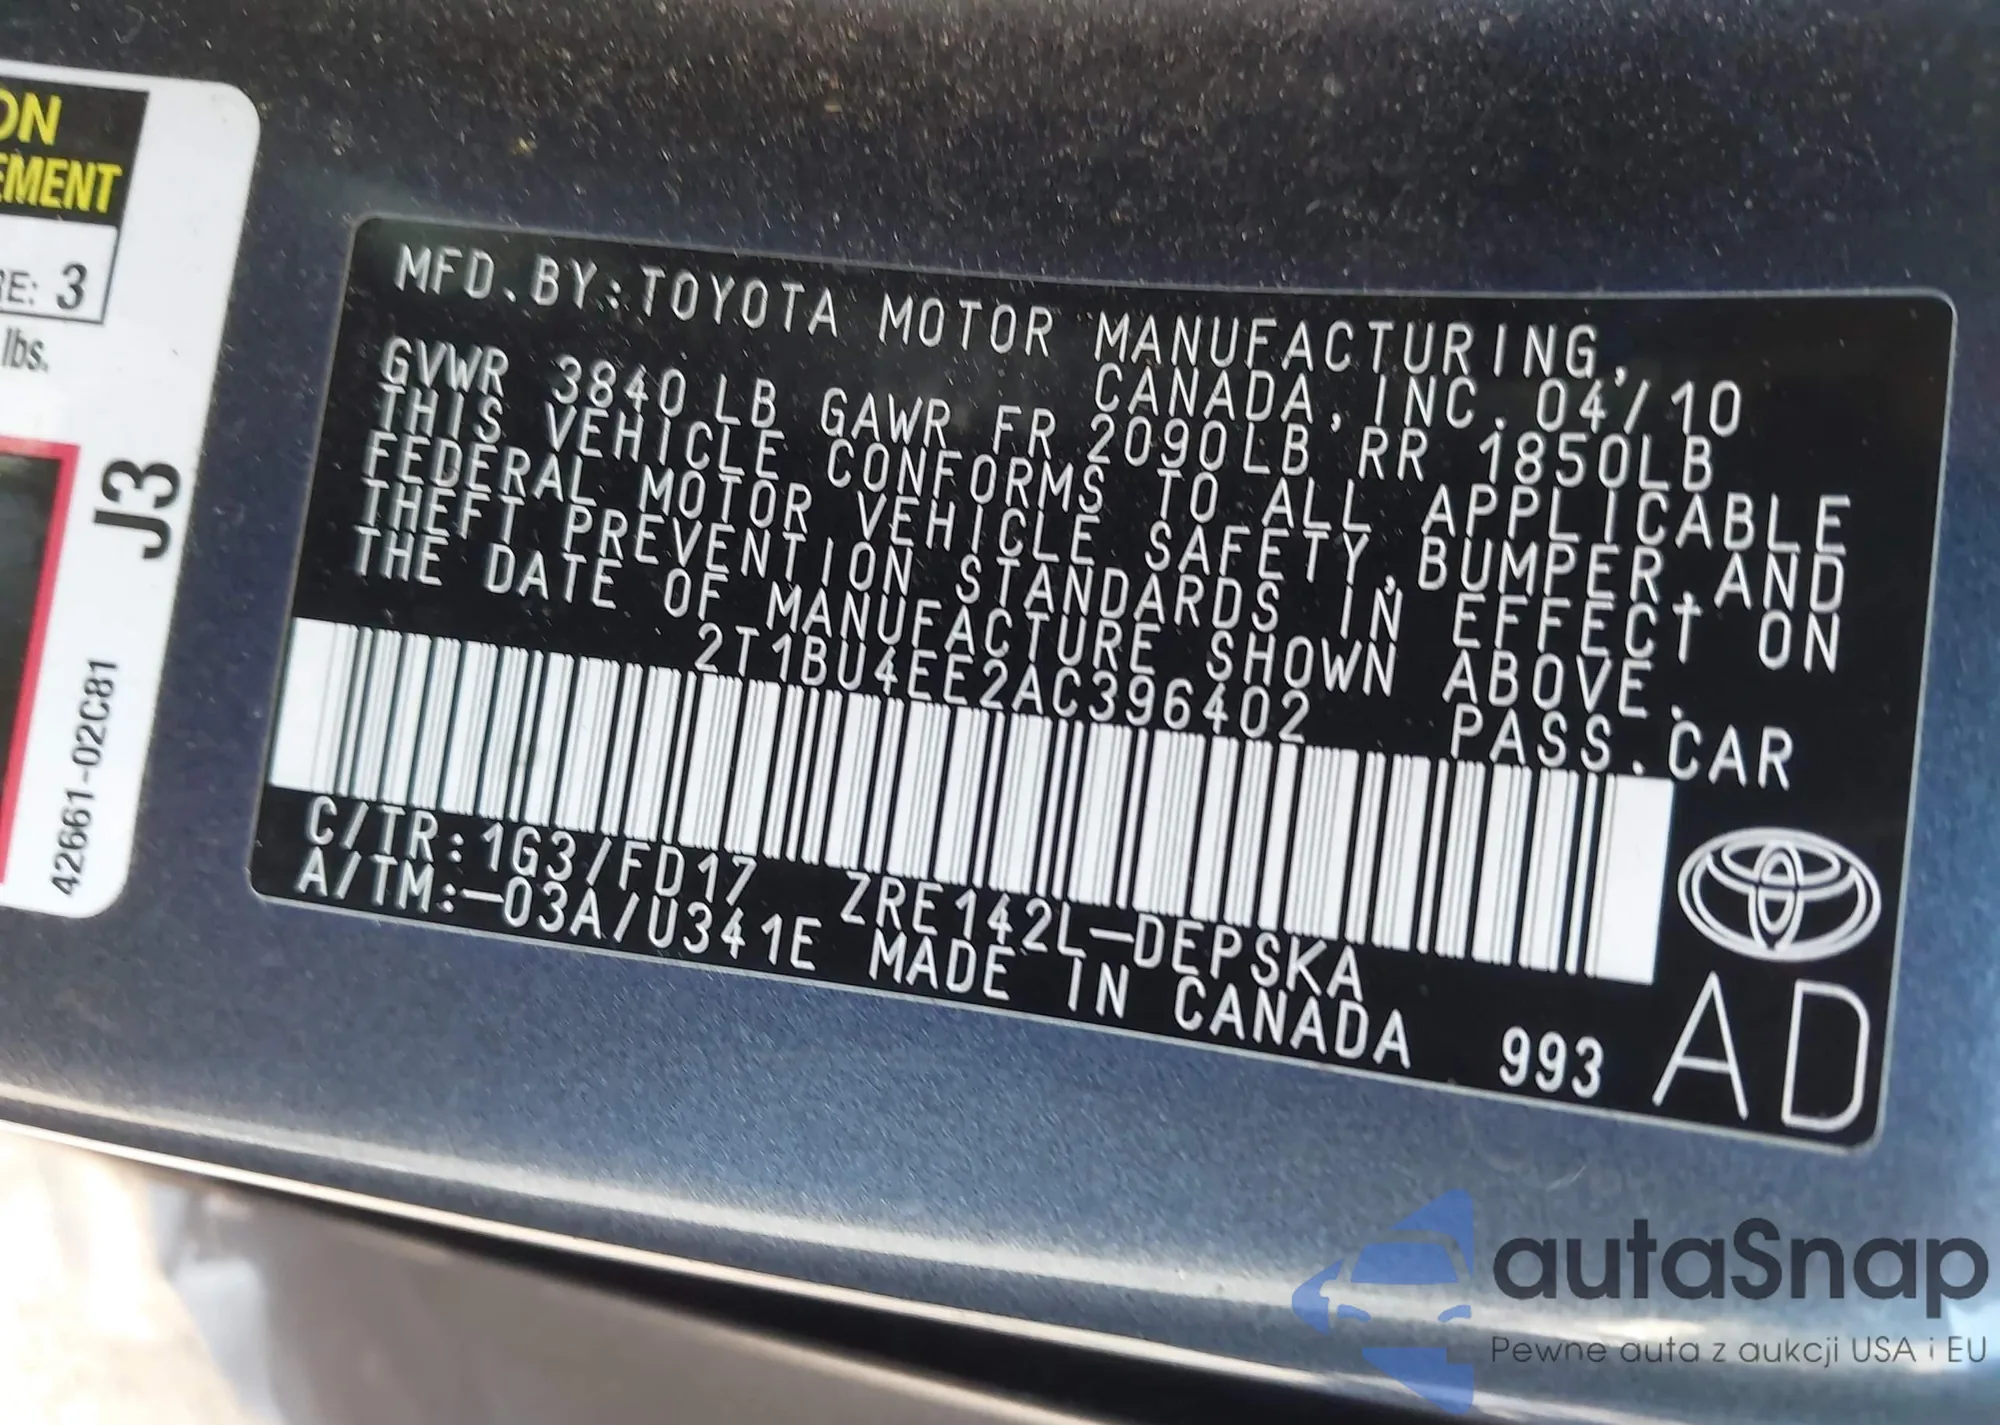 ON
EMENT
RE: 3
lbs.
J3
42661-02C81
MFD.BY:TOYOTA MOTOR MANUFACTURING,
CANADA, INC. 04/10
GVWR 3840LB GAWR FR 2090LB RR 1850LB
THIS VEHICLE CONFORMS TO ALL APPLICABLE
FEDERAL MOTOR VEHICLE SAFETY,BUMPER,AND
THEFT PREVENTION STANDARDS IN EFFECT ON
THE DATE OF MANUFACTURE SHOWN ABOVE.
2T1BU4EE2AC396402 PASS.CAR
C/TR:1G3/FD17 ZRE142L-DEPSKA
A/TM:-03A/U341E MADE IN CANADA 993
AD
autaSnap
Pewne auta z aukcji USA i EU